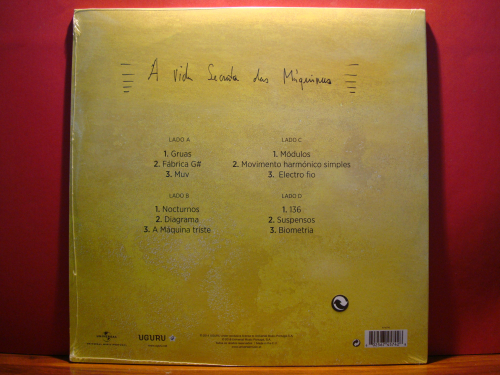 A Vida Secreta das Máquinas
LADO A
1. Gruas
2. Fábrica G#
3. Muv
LADO B
1. Nocturnos
2. Diagrama
3. A Máquina triste
LADO C
1. Módulos
2. Movimento harmónico simples
3. Electro fio
LADO D
1. 136
2. Suspensos
3. Biometria
UGURU